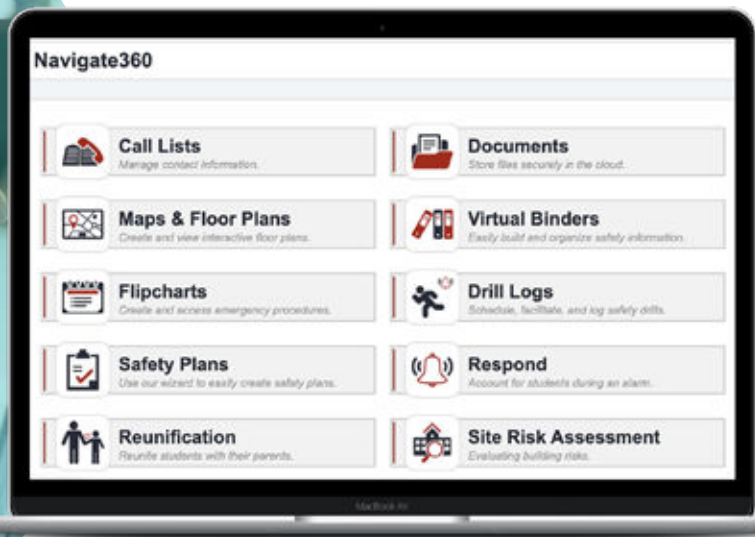 Navigate360
Call Lists
Manage contact information.
Documents
Store files securely in the cloud.
Maps & Floor Plans
Create and view interactive floor plans.
Virtual Binders
Easily build and organize safety information.
Flipcharts
Create and access emergency procedures.
Drill Logs
Schedule, facilitate, and log safety drills.
Safety Plans
Use our wizard to easily create safety plans.
Respond
Account for students during an alarm.
Reunification
Reunite students with their parents.
Site Risk Assessment
Evaluating building risks.
MacBook Air